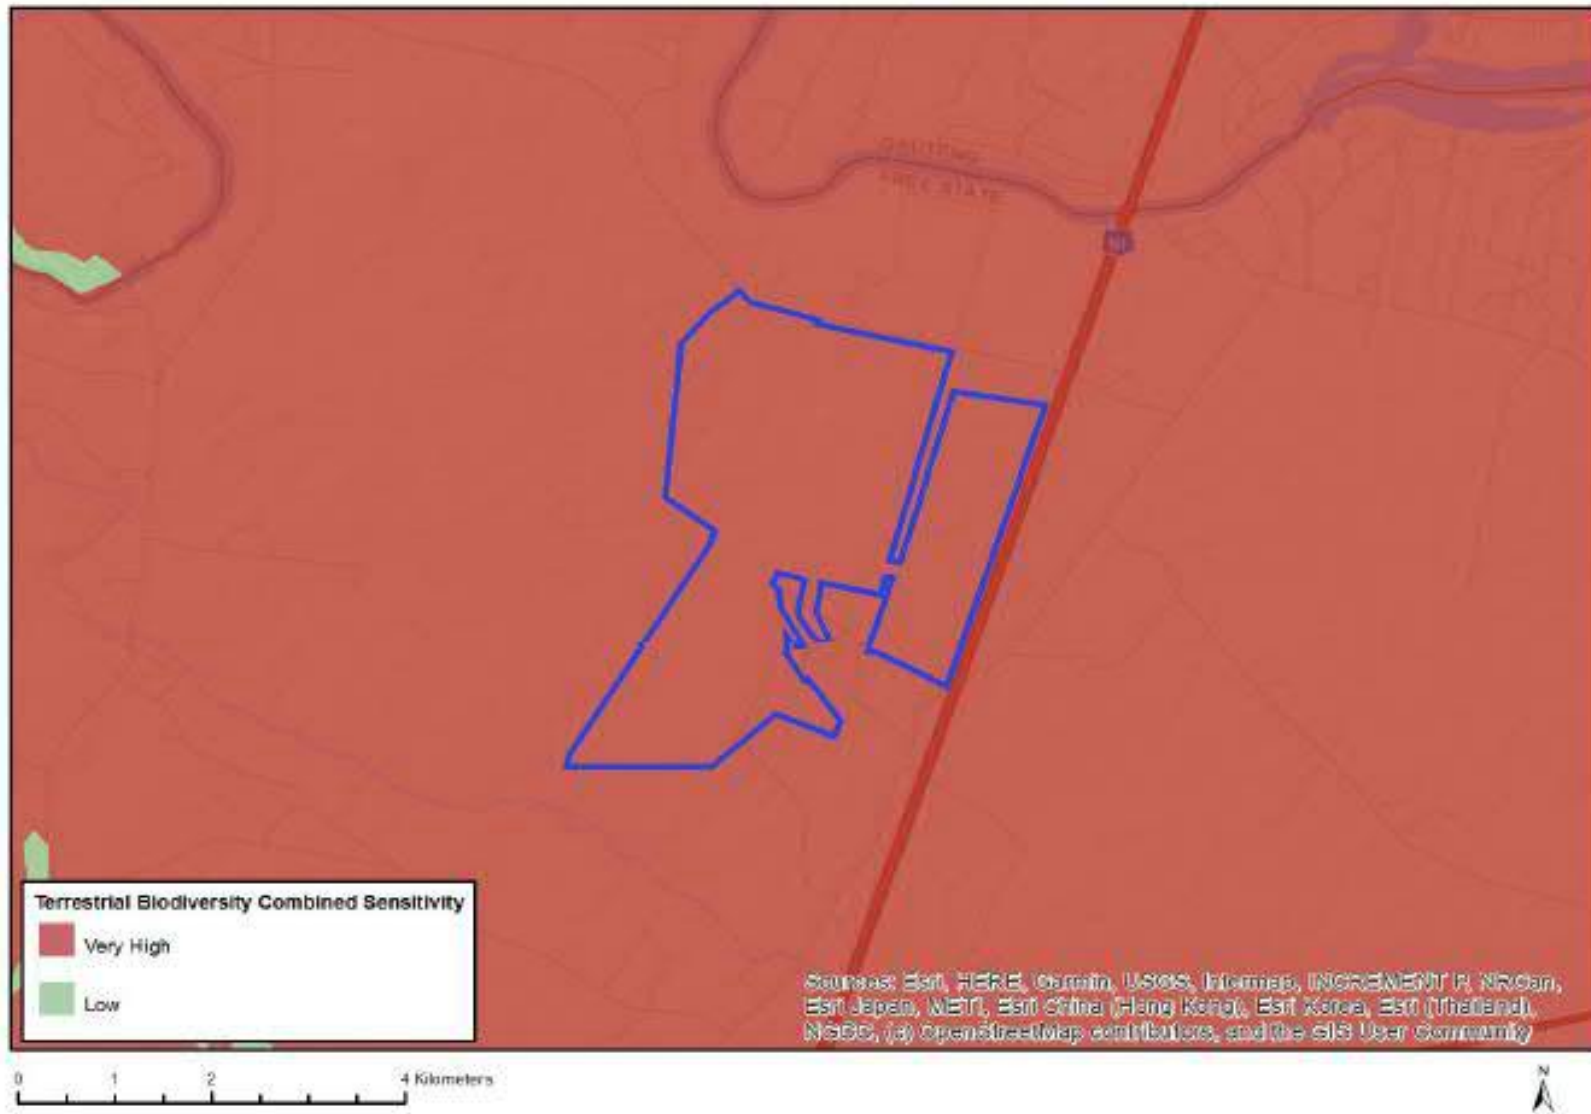 GAUTENG
FREE STATE
N1
Terrestrial Biodiversity Combined Sensitivity
Very High
Low
Sources: Esri, HERE, Garmin, USGS, Intermap, INCREMENT P, NRCan,
Esri Japan, METI, Esri China (Hong Kong), Esri Korea, Esri (Thailand),
NGCC, (c) OpenStreetMap contributors, and the GIS User Community
0 1 2 4 Kilometers
N